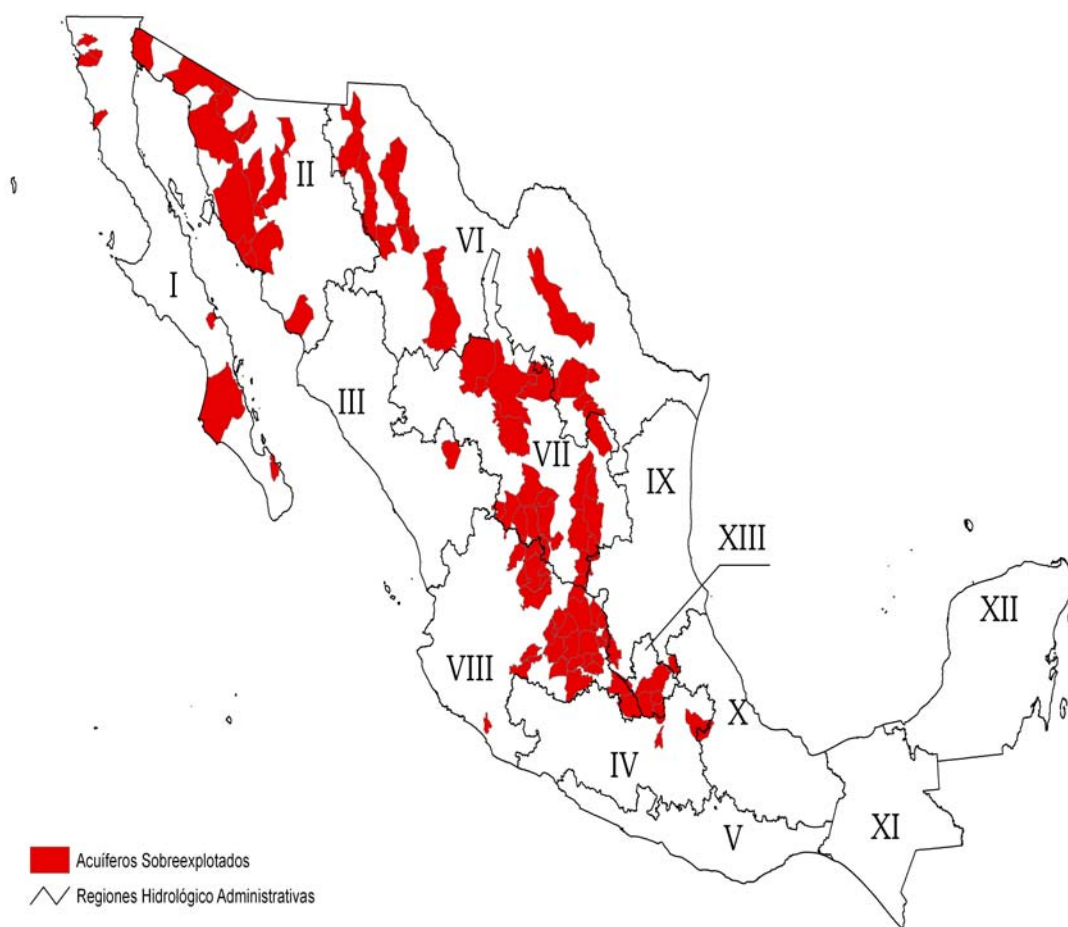 II
VI
I
III
VII
IX
XIII
XII
VIII
X
IV
V
XI
Acuíferos Sobreexplotados
Regiones Hidrológico Administrativas